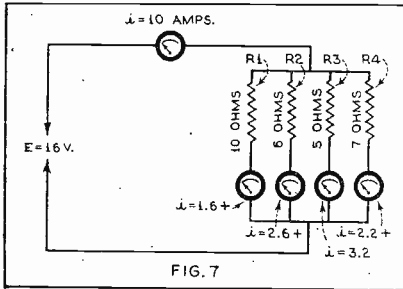 i=10 AMPS.
R1 R2 R3 R4
10 OHMS
6 OHMS
5 OHMS
7 OHMS
E=16V.
i=1.6+
i=2.6+
i=3.2
i=2.2+
FIG. 7